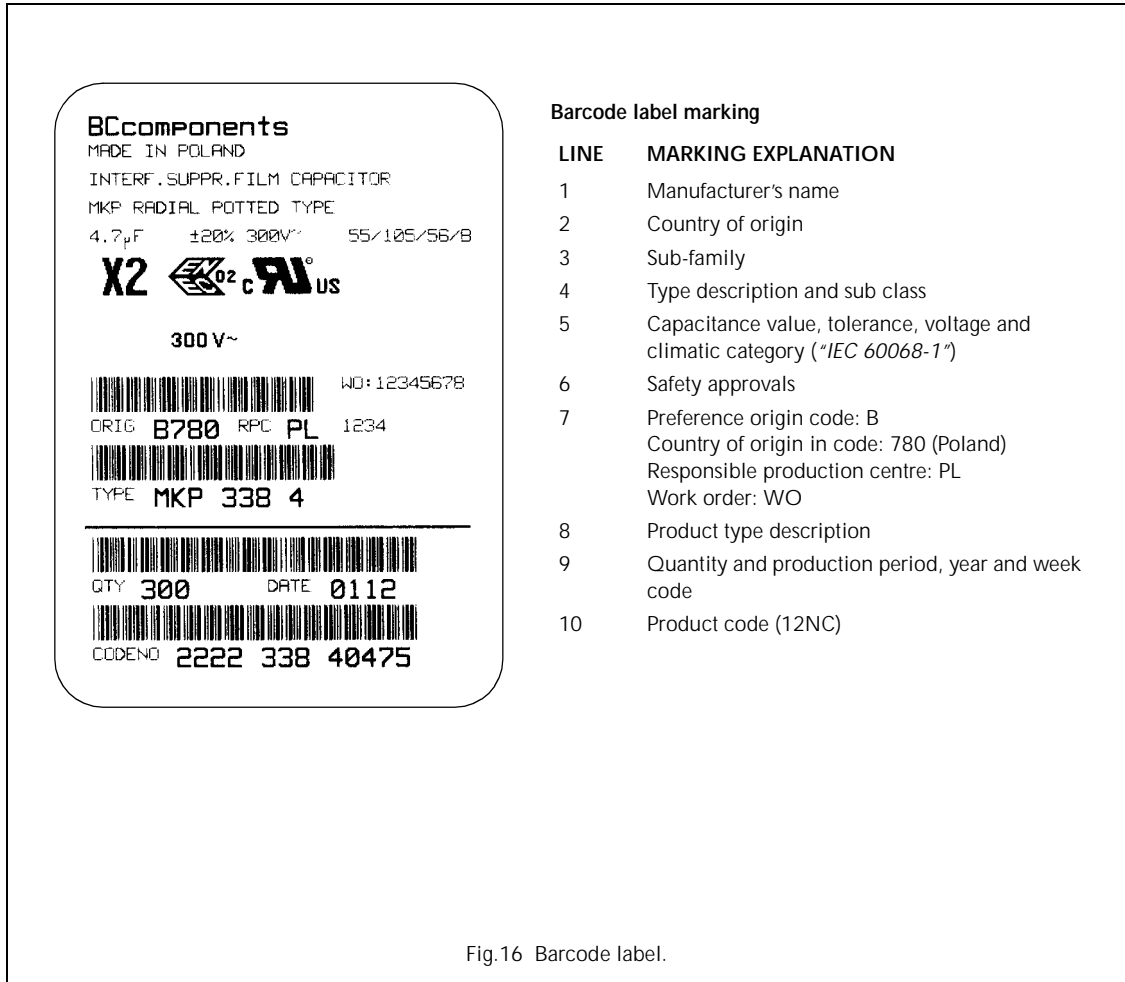 BCcomponents
MADE IN POLAND
INTERF.SUPPR.FILM CAPACITOR
MKP RADIAL POTTED TYPE
4.7µF ±20% 300V~ 55/105/56/B
X2 02 c US
300 V~
WO:12345678
ORIG B780 RPC PL 1234
TYPE MKP 338 4
QTY 300 DATE 0112
CODENO 2222 338 40475
Barcode label marking
LINE MARKING EXPLANATION
1 Manufacturer’s name
2 Country of origin
3 Sub-family
4 Type description and sub class
5 Capacitance value, tolerance, voltage and
climatic category (“IEC 60068-1”)
6 Safety approvals
7 Preference origin code: B
Country of origin in code: 780 (Poland)
Responsible production centre: PL
Work order: WO
8 Product type description
9 Quantity and production period, year and week
code
10 Product code (12NC)
Fig.16 Barcode label.